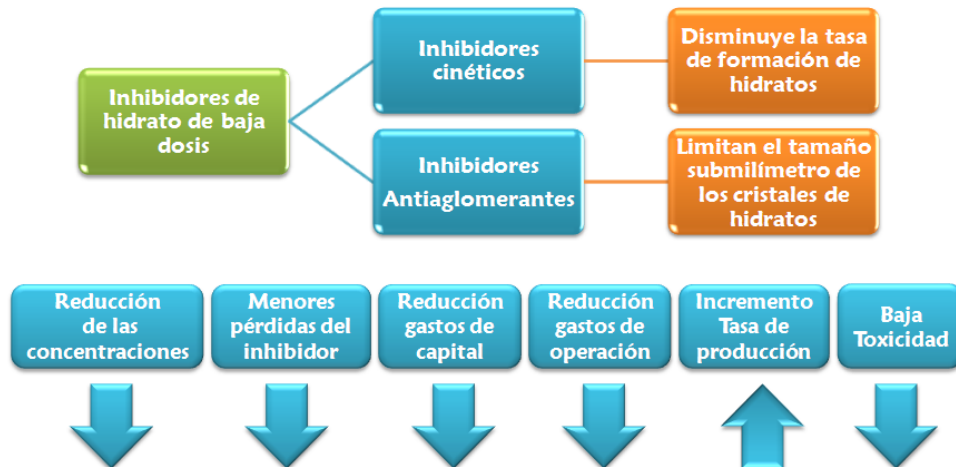 Inhibidores de
hidrato de baja
dosis
Inhibidores
cinéticos
Disminuye la tasa
de formación de
hidratos
Inhibidores
Antiaglomerantes
Limitan el tamaño
submilímetro de
los cristales de
hidratos
Reducción
de las
concentraciones
Menores
pérdidas del
inhibidor
Reducción
gastos de
capital
Reducción
gastos de
operación
Incremento
Tasa de
producción
Baja
Toxicidad